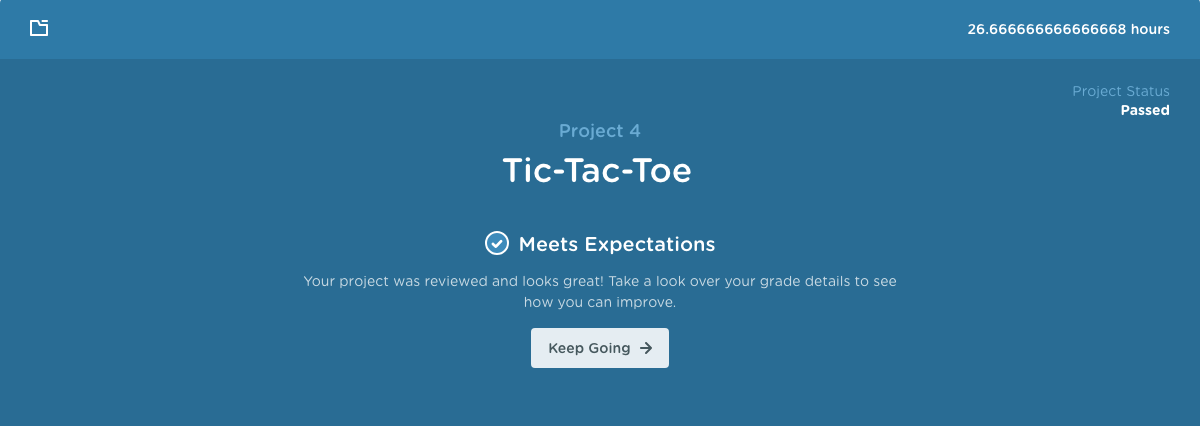 26.666666666666668 hours
Project Status
Passed
Project 4
Tic-Tac-Toe
Meets Expectations
Your project was reviewed and looks great! Take a look over your grade details to see
how you can improve.
Keep Going